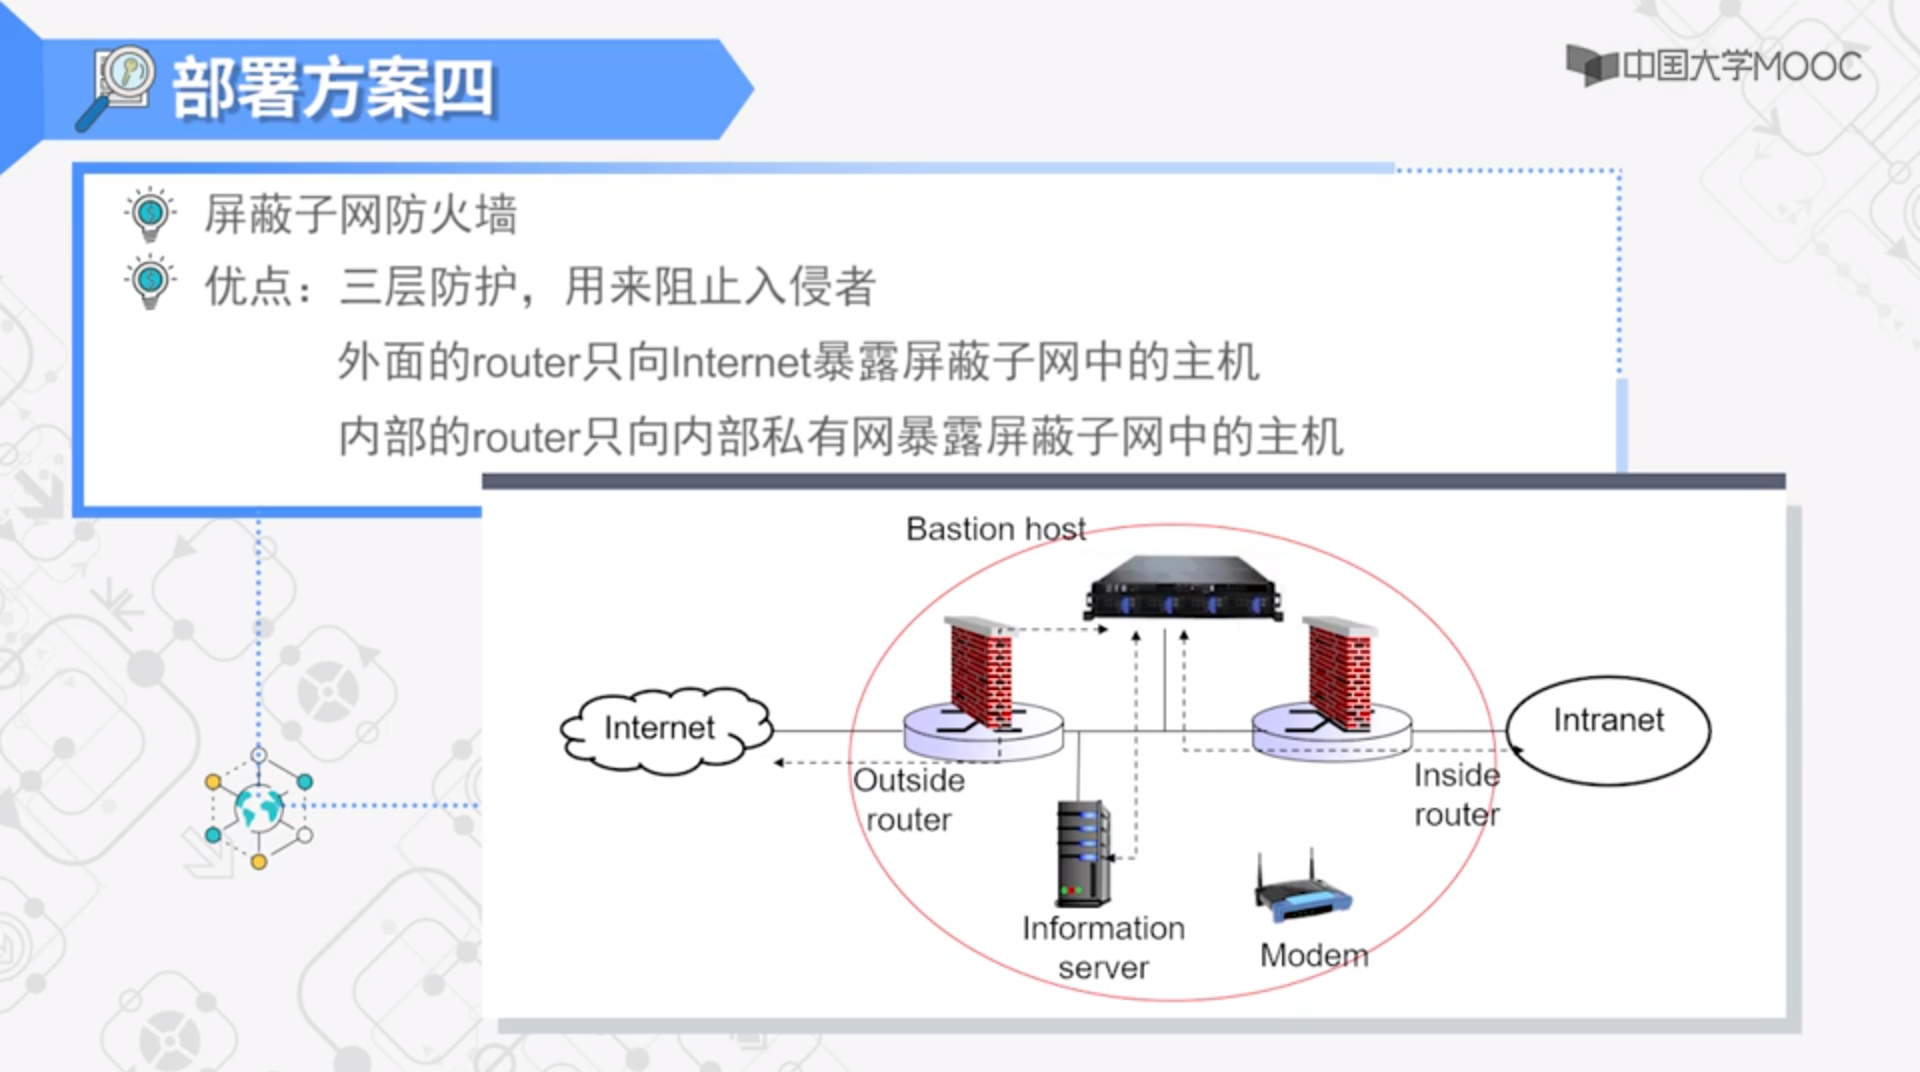 部署方案四
中国大学MOOC
屏蔽子网防火墙
优点：三层防护，用来阻止入侵者
外面的router只向Internet暴露屏蔽子网中的主机
内部的router只向内部私有网暴露屏蔽子网中的主机
Bastion host
Internet
Intranet
Outside
router
Inside
router
Information
server
Modem